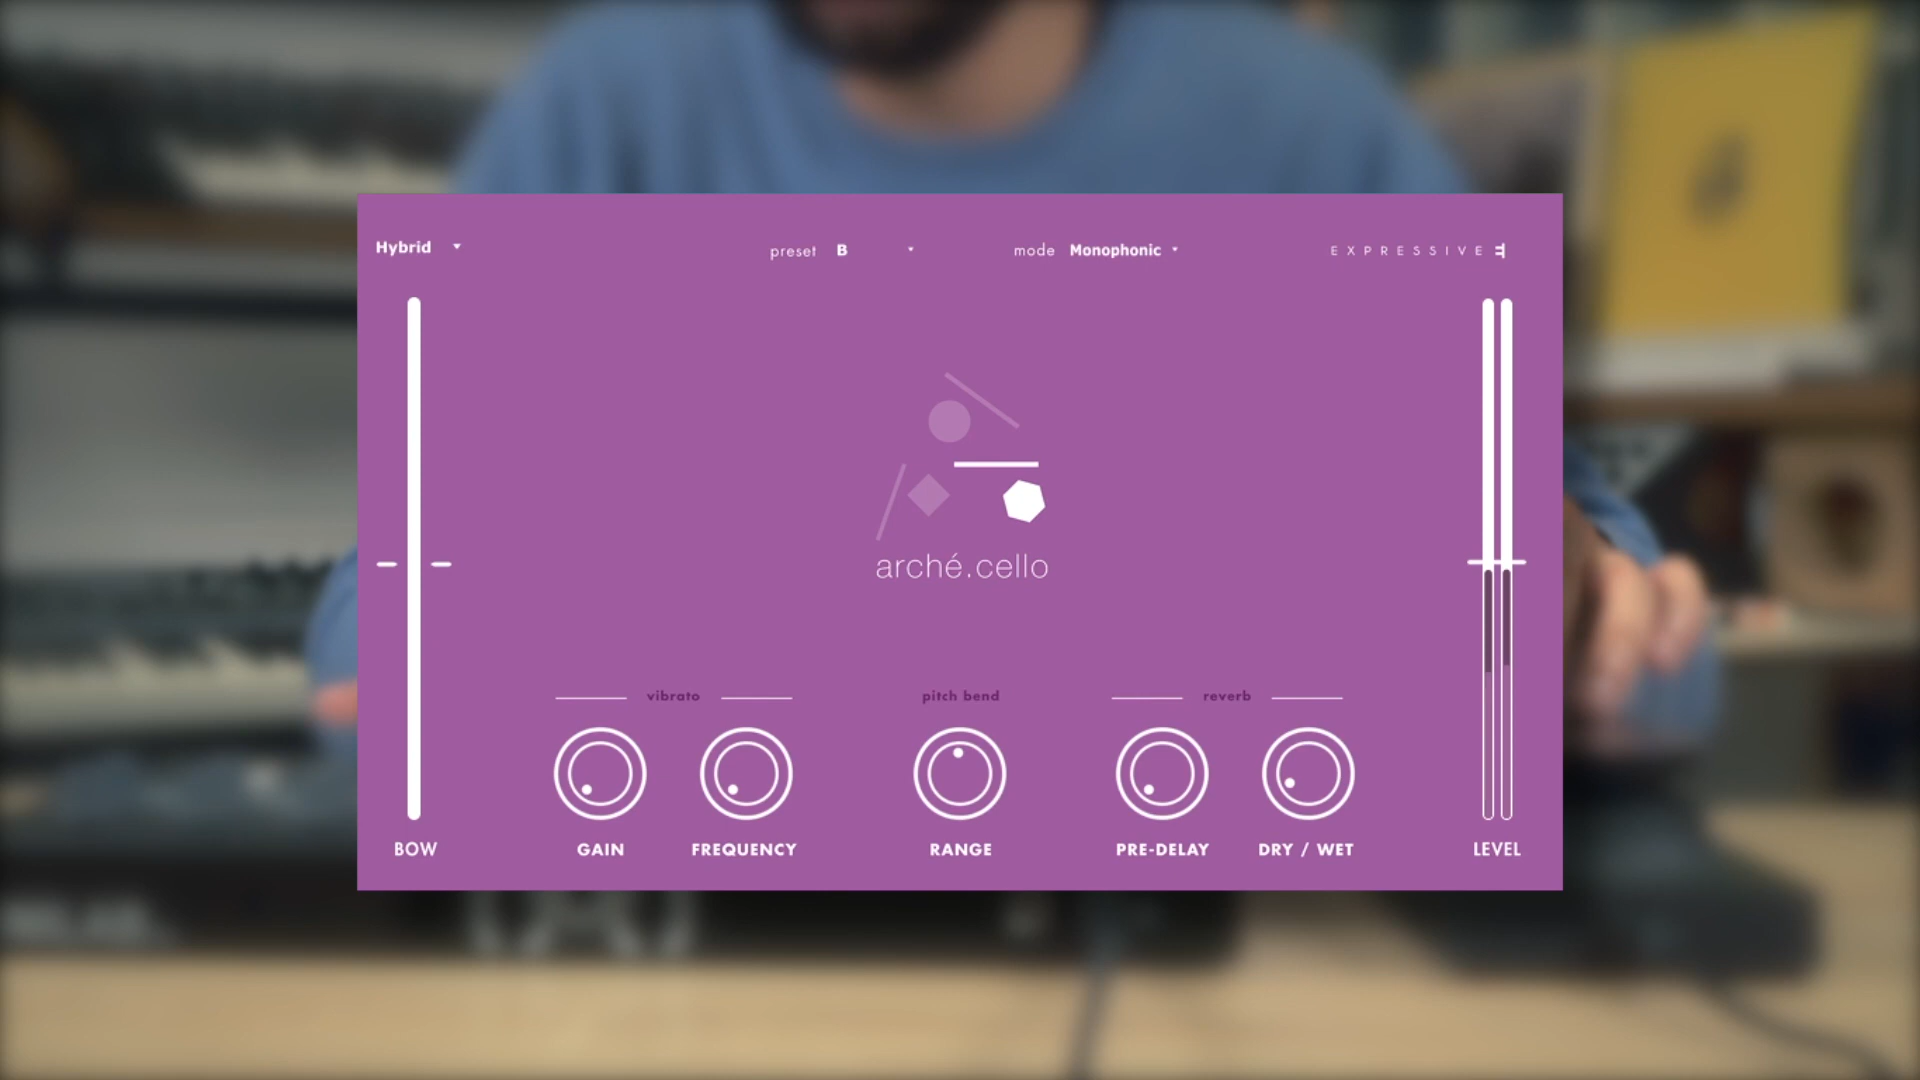 Hybrid
preset B
mode Monophonic
EXPRESSIVE E
arché.cello
vibrato
pitch bend
reverb
BOW
GAIN
FREQUENCY
RANGE
PRE-DELAY
DRY / WET
LEVEL